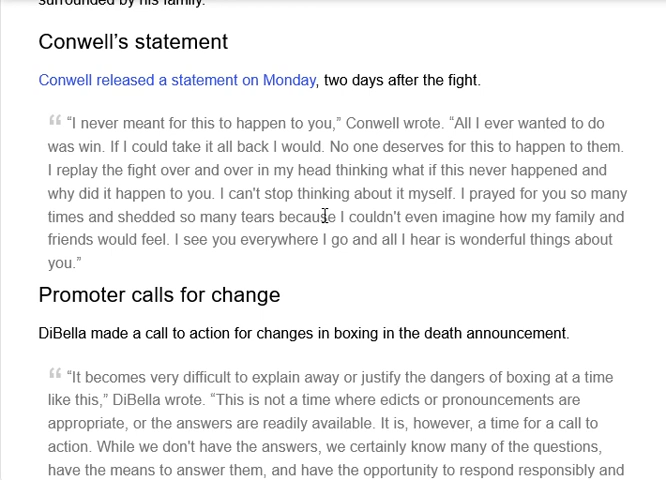 surrounded by his family.
Conwell’s statement
Conwell released a statement on Monday, two days after the fight.
“I never meant for this to happen to you,” Conwell wrote. “All I ever wanted to do
was win. If I could take it all back I would. No one deserves for this to happen to them.
I replay the fight over and over in my head thinking what if this never happened and
why did it happen to you. I can't stop thinking about it myself. I prayed for you so many
times and shedded so many tears because I couldn't even imagine how my family and
friends would feel. I see you everywhere I go and all I hear is wonderful things about
you.”
Promoter calls for change
DiBella made a call to action for changes in boxing in the death announcement.
“It becomes very difficult to explain away or justify the dangers of boxing at a time
like this,” DiBella wrote. “This is not a time where edicts or pronouncements are
appropriate, or the answers are readily available. It is, however, a time for a call to
action. While we don't have the answers, we certainly know many of the questions,
have the means to answer them, and have the opportunity to respond responsibly and